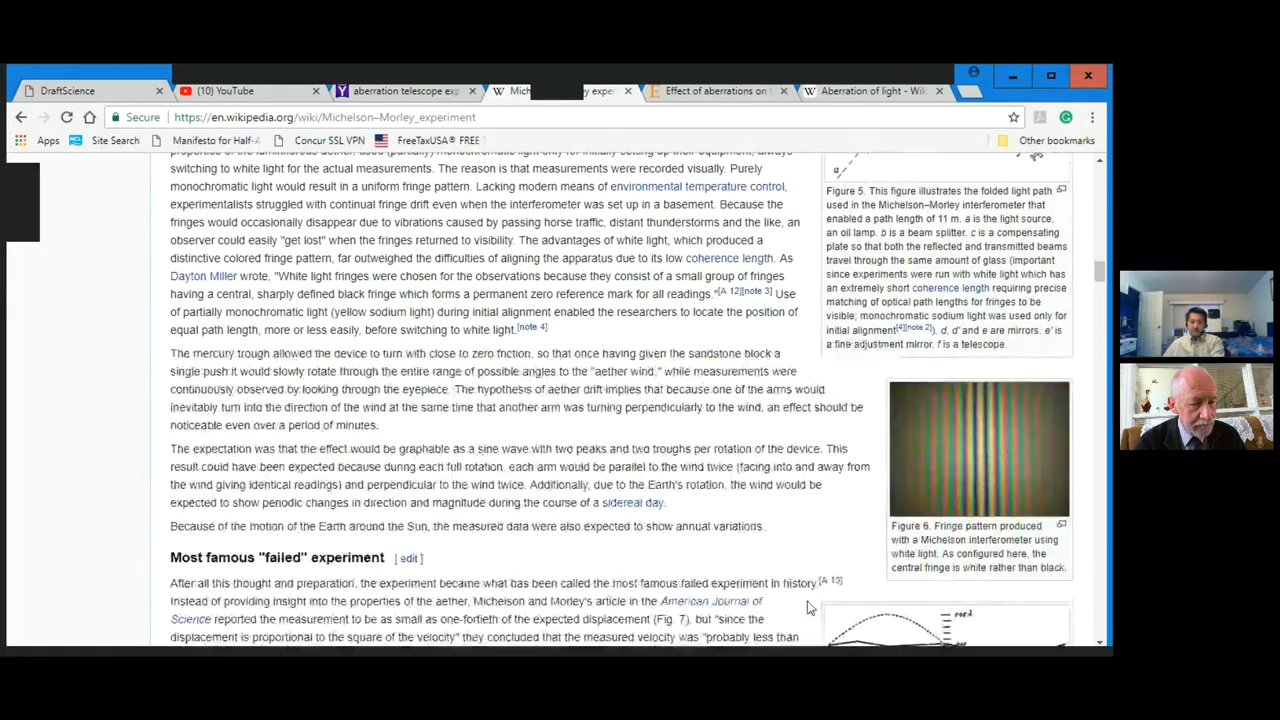 DraftScience
(10) YouTube
aberration telescope exp
Mich
y exper
Effect of aberrations on
Aberration of light - Wiki
Secure
https://en.wikipedia.org/wiki/Michelson–Morley_experiment
Apps
Site Search
Manifesto for Half-A
Concur SSL VPN
FreeTaxUSA® FREE
Other bookmarks
switching to white light for the actual measurements. The reason is that measurements were recorded visually. Purely
monochromatic light would result in a uniform fringe pattern. Lacking modern means of environmental temperature control,
experimentalists struggled with continual fringe drift even when the interferometer was set up in a basement. Because the
fringes would occasionally disappear due to vibrations caused by passing horse traffic, distant thunderstorms and the like, an
observer could easily "get lost" when the fringes returned to visibility. The advantages of white light, which produced a
distinctive colored fringe pattern, far outweighed the difficulties of aligning the apparatus due to its low coherence length. As
Dayton Miller wrote, "White light fringes were chosen for the observations because they consist of a small group of fringes
having a central, sharply defined black fringe which forms a permanent zero reference mark for all readings."[A 12][note 3] Use
of partially monochromatic light (yellow sodium light) during initial alignment enabled the researchers to locate the position of
equal path length, more or less easily, before switching to white light.[note 4]
The mercury trough allowed the device to turn with close to zero friction, so that once having given the sandstone block a
single push it would slowly rotate through the entire range of possible angles to the "aether wind," while measurements were
continuously observed by looking through the eyepiece. The hypothesis of aether drift implies that because one of the arms would
inevitably turn into the direction of the wind at the same time that another arm was turning perpendicularly to the wind, an effect should be
noticeable even over a period of minutes.
The expectation was that the effect would be graphable as a sine wave with two peaks and two troughs per rotation of the device. This
result could have been expected because during each full rotation, each arm would be parallel to the wind twice (facing into and away from
the wind giving identical readings) and perpendicular to the wind twice. Additionally, due to the Earth's rotation, the wind would be
expected to show periodic changes in direction and magnitude during the course of a sidereal day.
Because of the motion of the Earth around the Sun, the measured data were also expected to show annual variations.
Most famous "failed" experiment [ edit ]
After all this thought and preparation, the experiment became what has been called the most famous failed experiment in history.[A 13]
Instead of providing insight into the properties of the aether, Michelson and Morley's article in the American Journal of
Science reported the measurement to be as small as one-fortieth of the expected displacement (Fig. 7), but "since the
displacement is proportional to the square of the velocity" they concluded that the measured velocity was "probably less than
a
Figure 5. This figure illustrates the folded light path
used in the Michelson–Morley interferometer that
enabled a path length of 11 m. a is the light source,
an oil lamp. b is a beam splitter. c is a compensating
plate so that both the reflected and transmitted beams
travel through the same amount of glass (important
since experiments were run with white light which has
an extremely short coherence length requiring precise
matching of optical path lengths for fringes to be
visible; monochromatic sodium light was used only for
initial alignment[4][note 2]). d, d' and e are mirrors. e' is
a fine adjustment mirror. f is a telescope.
Figure 6. Fringe pattern produced
with a Michelson interferometer using
white light. As configured here, the
central fringe is white rather than black.